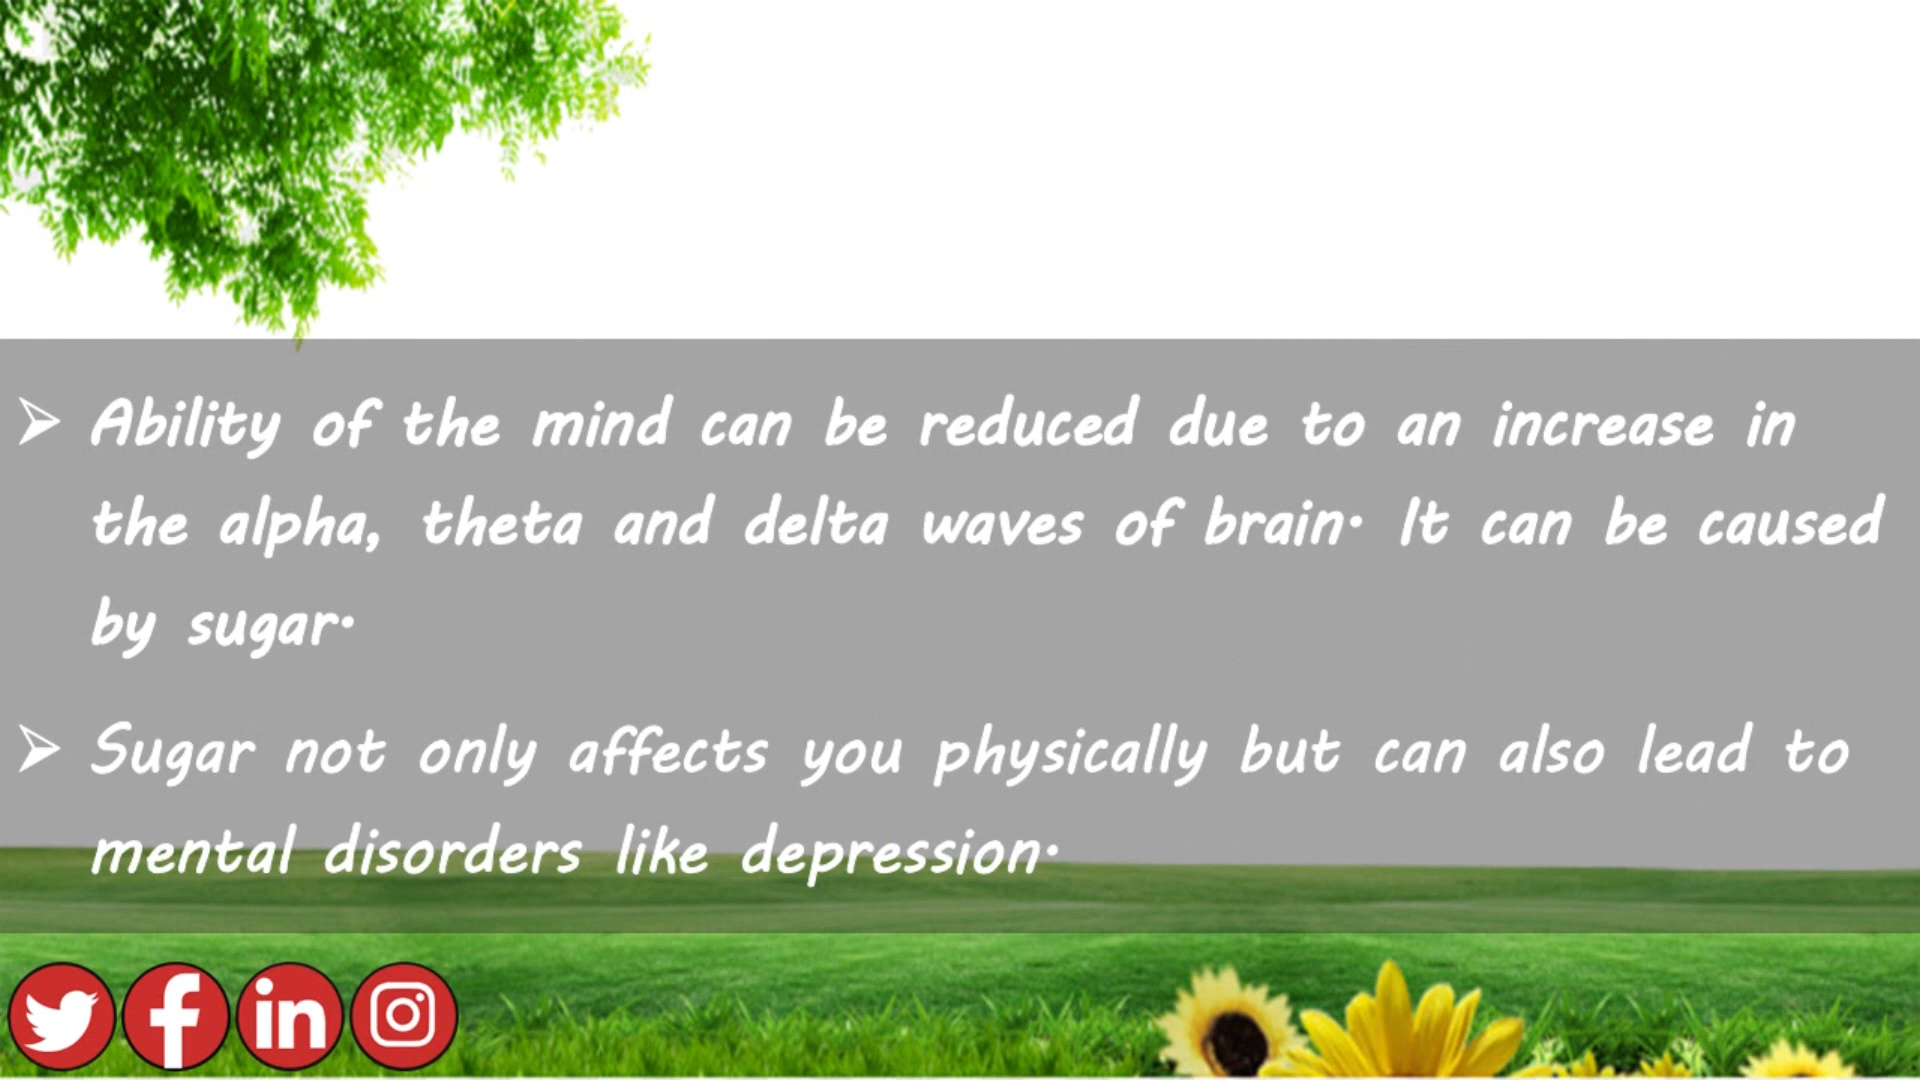 ➢ Ability of the mind can be reduced due to an increase in
the alpha, theta and delta waves of brain. It can be caused
by sugar.
➢ Sugar not only affects you physically but can also lead to
mental disorders like depression.
in